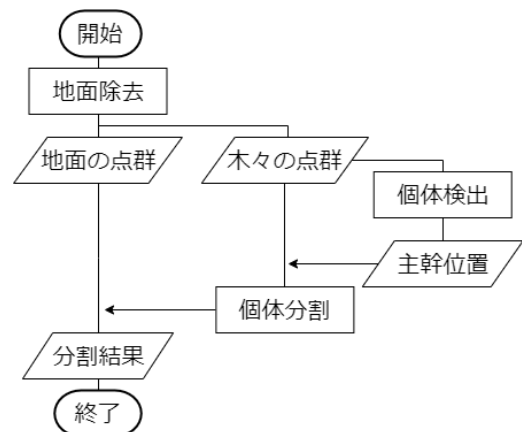 開始
地面除去
地面の点群
木々の点群
個体検出
主幹位置
個体分割
分割結果
終了